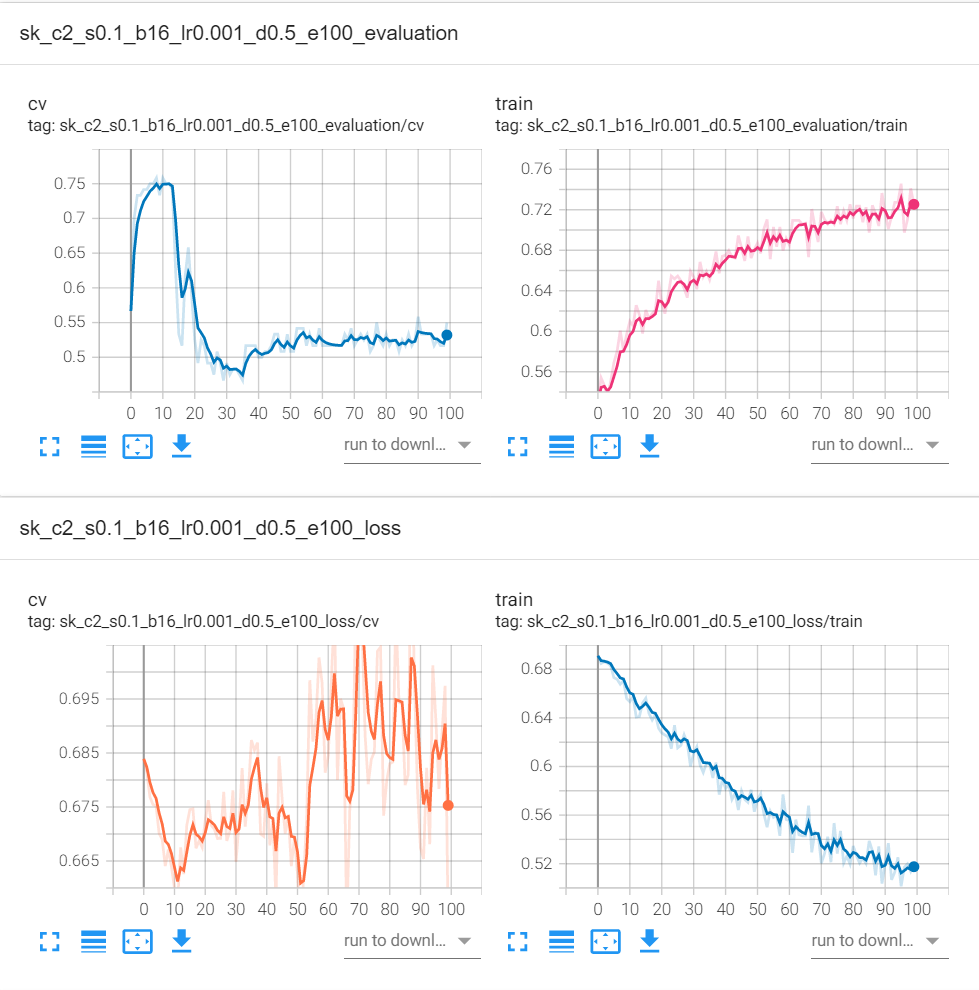 sk_c2_s0.1_b16_lr0.001_d0.5_e100_evaluation
cv
tag: sk_c2_s0.1_b16_lr0.001_d0.5_e100_evaluation/cv
0.75
0.7
0.65
0.6
0.55
0.5
0 10 20 30 40 50 60 70 80 90 100
run to downl...
train
tag: sk_c2_s0.1_b16_lr0.001_d0.5_e100_evaluation/train
0.76
0.72
0.68
0.64
0.6
0.56
0 10 20 30 40 50 60 70 80 90 100
run to downl...
sk_c2_s0.1_b16_lr0.001_d0.5_e100_loss
cv
tag: sk_c2_s0.1_b16_lr0.001_d0.5_e100_loss/cv
0.695
0.685
0.675
0.665
0 10 20 30 40 50 60 70 80 90 100
run to downl...
train
tag: sk_c2_s0.1_b16_lr0.001_d0.5_e100_loss/train
0.68
0.64
0.6
0.56
0.52
0 10 20 30 40 50 60 70 80 90 100
run to downl...